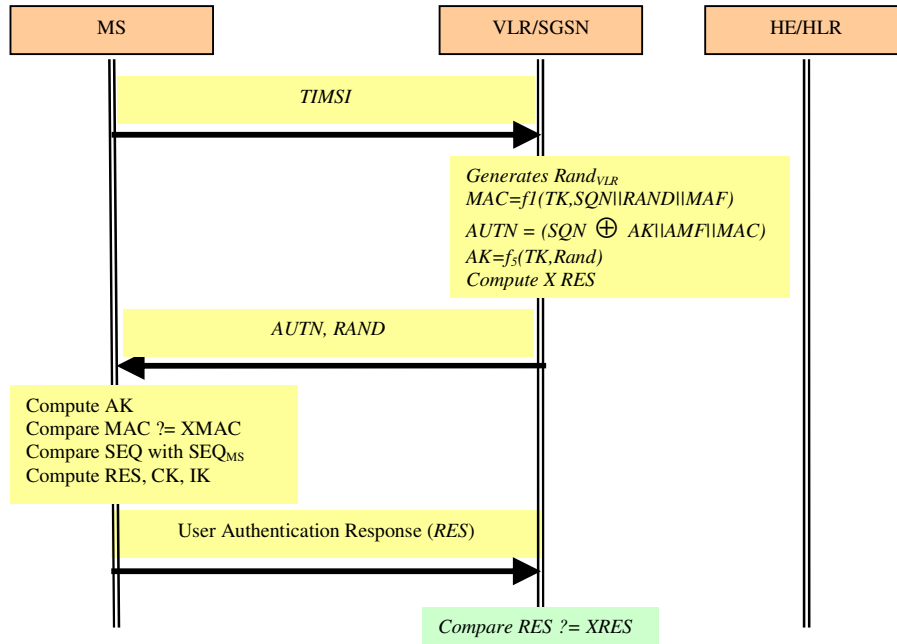 MS
VLR/SGSN
HE/HLR
TIMSI
Generates Rand_VLR
MAC=f1(TK,SQN||RAND||MAF)
AUTN = (SQN ⊕ AK||AMF||MAC)
AK=f₅(TK,Rand)
Compute X RES
AUTN, RAND
Compute AK
Compare MAC ?= XMAC
Compare SEQ with SEQ_MS
Compute RES, CK, IK
User Authentication Response (RES)
Compare RES ?= XRES